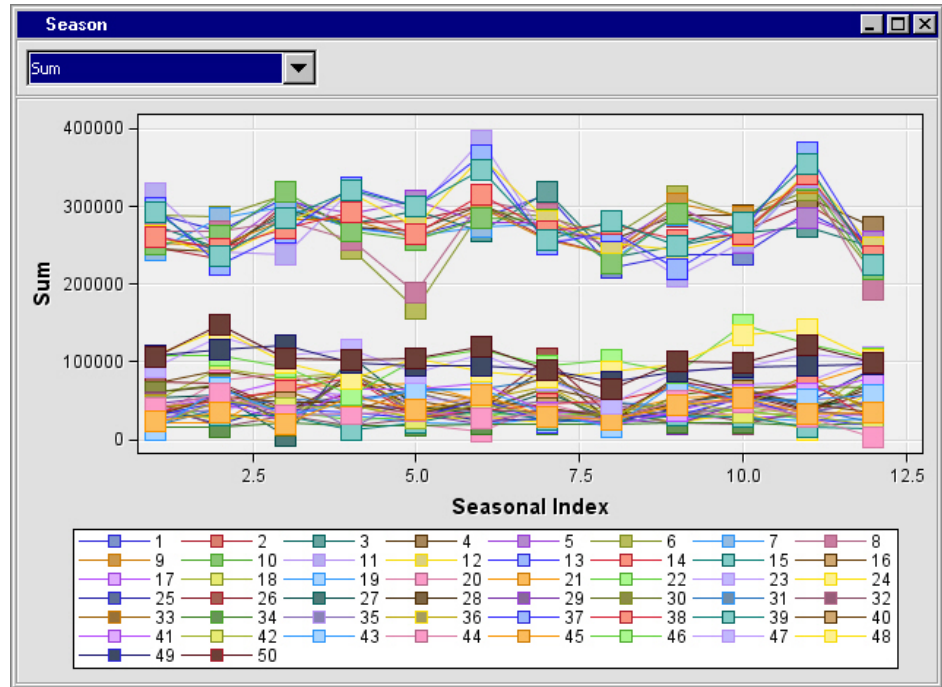 Season
Sum
400000
300000
200000
100000
0
Sum
2.5 5.0 7.5 10.0 12.5
Seasonal Index
1 2 3 4 5 6 7 8
9 10 11 12 13 14 15 16
17 18 19 20 21 22 23 24
25 26 27 28 29 30 31 32
33 34 35 36 37 38 39 40
41 42 43 44 45 46 47 48
49 50